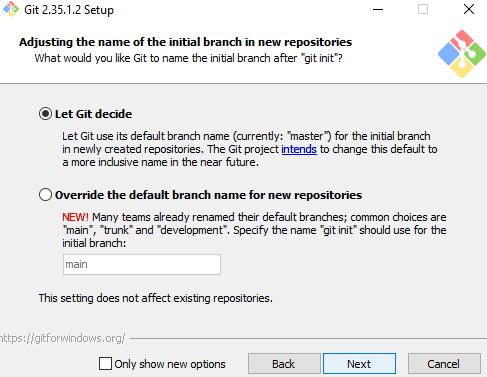 Git 2.35.1.2 Setup
Adjusting the name of the initial branch in new repositories
What would you like Git to name the initial branch after "git init"?
Let Git decide
Let Git use its default branch name (currently: "master") for the initial branch
in newly created repositories. The Git project intends to change this default to
a more inclusive name in the near future.
Override the default branch name for new repositories
NEW! Many teams already renamed their default branches; common choices are
"main", "trunk" and "development". Specify the name "git init" should use for the
initial branch:
main
This setting does not affect existing repositories.
https://gitforwindows.org/
Only show new options
Back
Next
Cancel